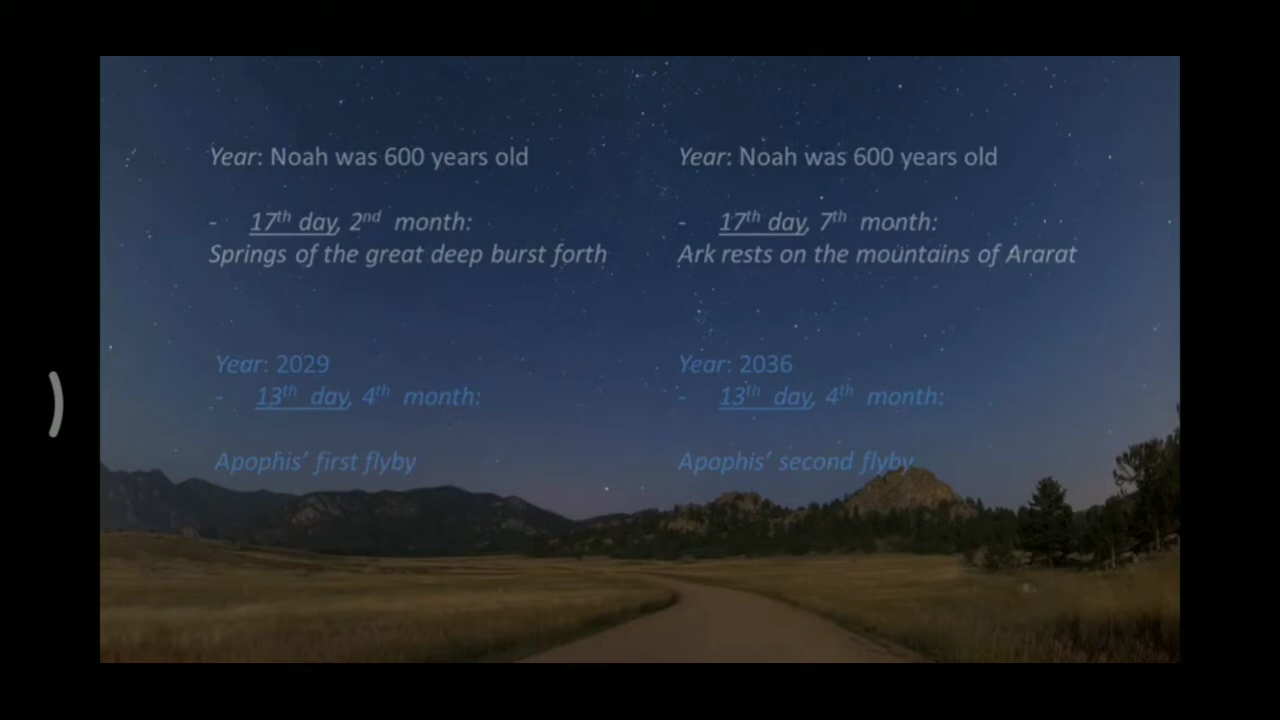 Year: Noah was 600 years old
- 17th day, 2nd month:
Springs of the great deep burst forth
Year: 2029
- 13th day, 4th month:
Apophis' first flyby
Year: Noah was 600 years old
- 17th day, 7th month:
Ark rests on the mountains of Ararat
Year: 2036
- 13th day, 4th month:
Apophis' second flyby